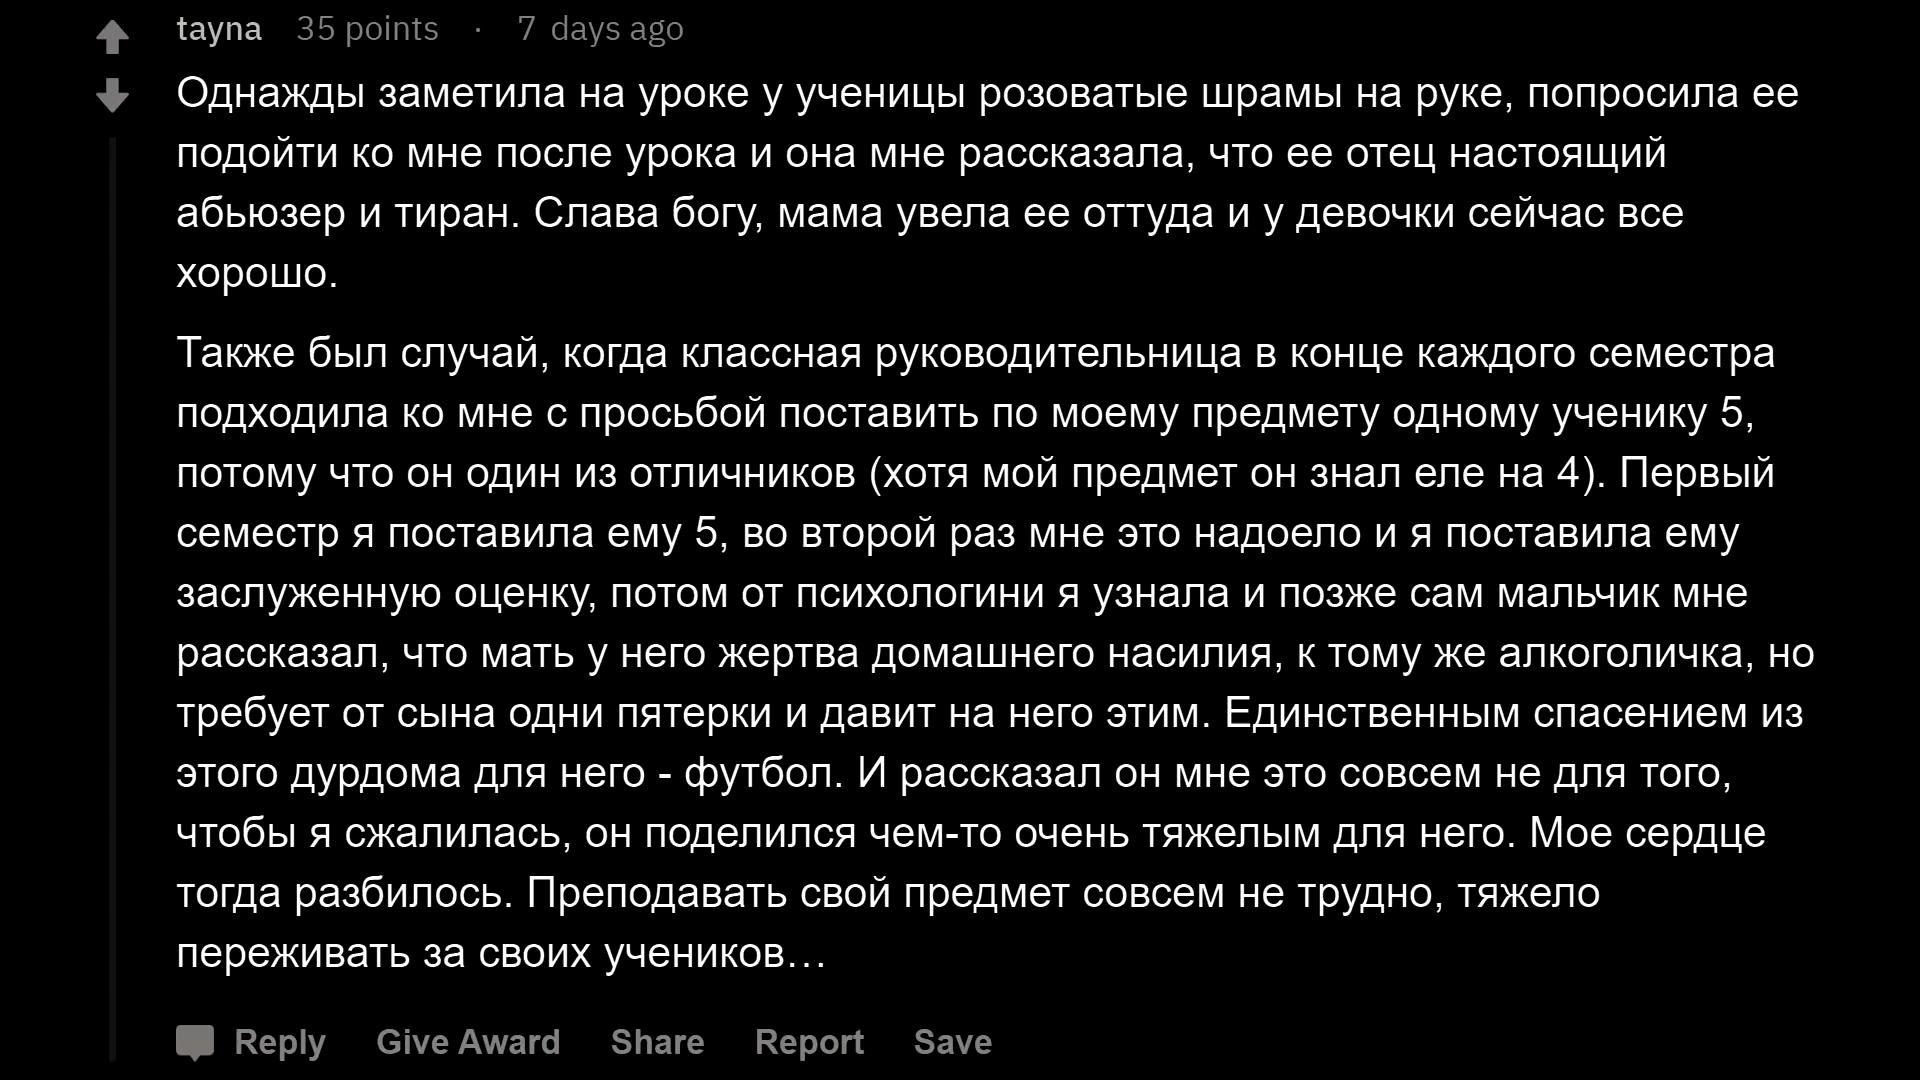 tayna 35 points · 7 days ago
Однажды заметила на уроке у ученицы розоватые шрамы на руке, попросила ее
подойти ко мне после урока и она мне рассказала, что ее отец настоящий
абьюзер и тиран. Слава богу, мама увела ее оттуда и у девочки сейчас все
хорошо.
Также был случай, когда классная руководительница в конце каждого семестра
подходила ко мне с просьбой поставить по моему предмету одному ученику 5,
потому что он один из отличников (хотя мой предмет он знал еле на 4). Первый
семестр я поставила ему 5, во второй раз мне это надоело и я поставила ему
заслуженную оценку, потом от психологини я узнала и позже сам мальчик мне
рассказал, что мать у него жертва домашнего насилия, к тому же алкоголичка, но
требует от сына одни пятерки и давит на него этим. Единственным спасением из
этого дурдома для него - футбол. И рассказал он мне это совсем не для того,
чтобы я сжалилась, он поделился чем-то очень тяжелым для него. Мое сердце
тогда разбилось. Преподавать свой предмет совсем не трудно, тяжело
переживать за своих учеников…
Reply Give Award Share Report Save